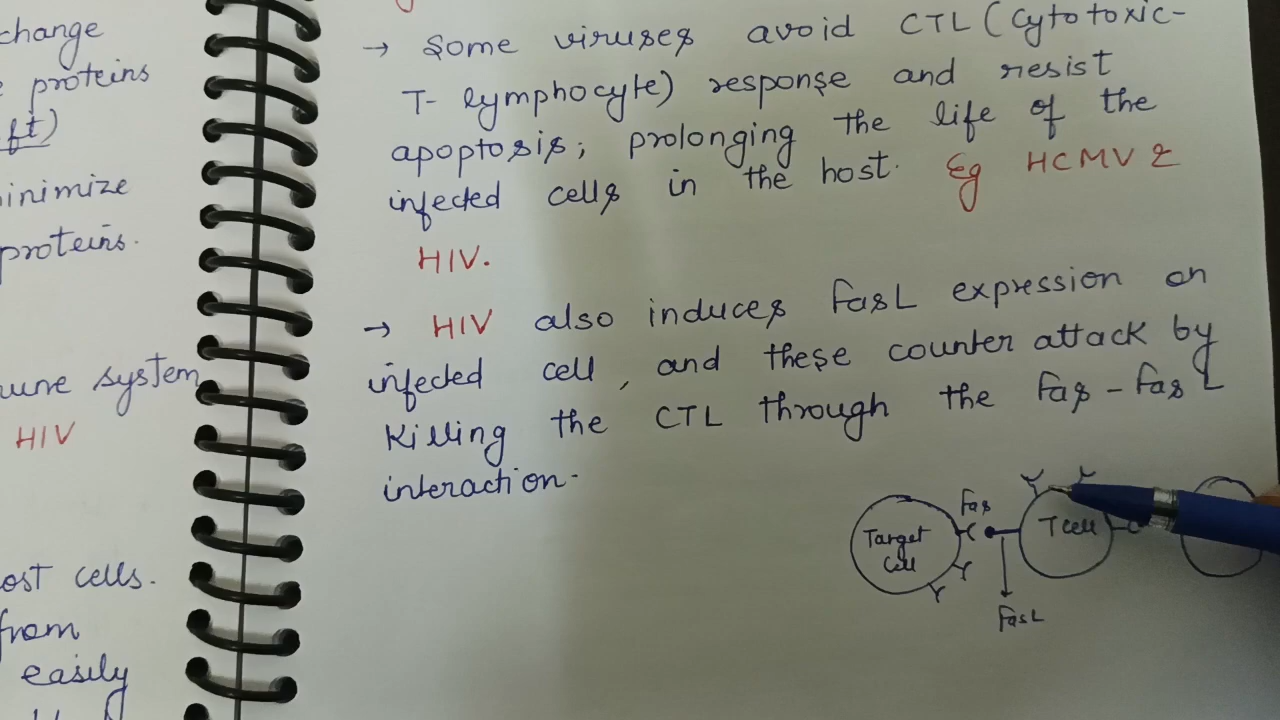 change
proteins
ft)
minimize
proteins.
une system
HIV
ost cells.
from
easily
→ Some viruses avoid CTL (Cytotoxic-
T- lymphocyte) response and resist
apoptosis; prolonging the life of the
infected cells in the host. Eg HCMV &
HIV.
→ HIV also induces FasL expression on
infected cell, and these counter attack by
Killing the CTL through the Fas - Fas L
interaction.
Fas
Target
Cell
T cell
FasL